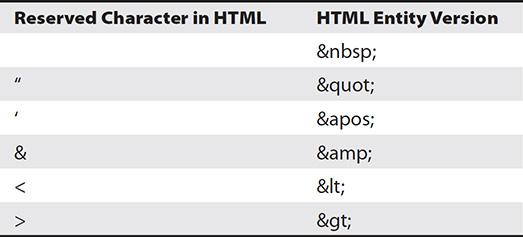 Reserved Character in HTML HTML Entity Version
&nbsp;
“ &quot;
‘ &apos;
& &amp;
< &lt;
> &gt;